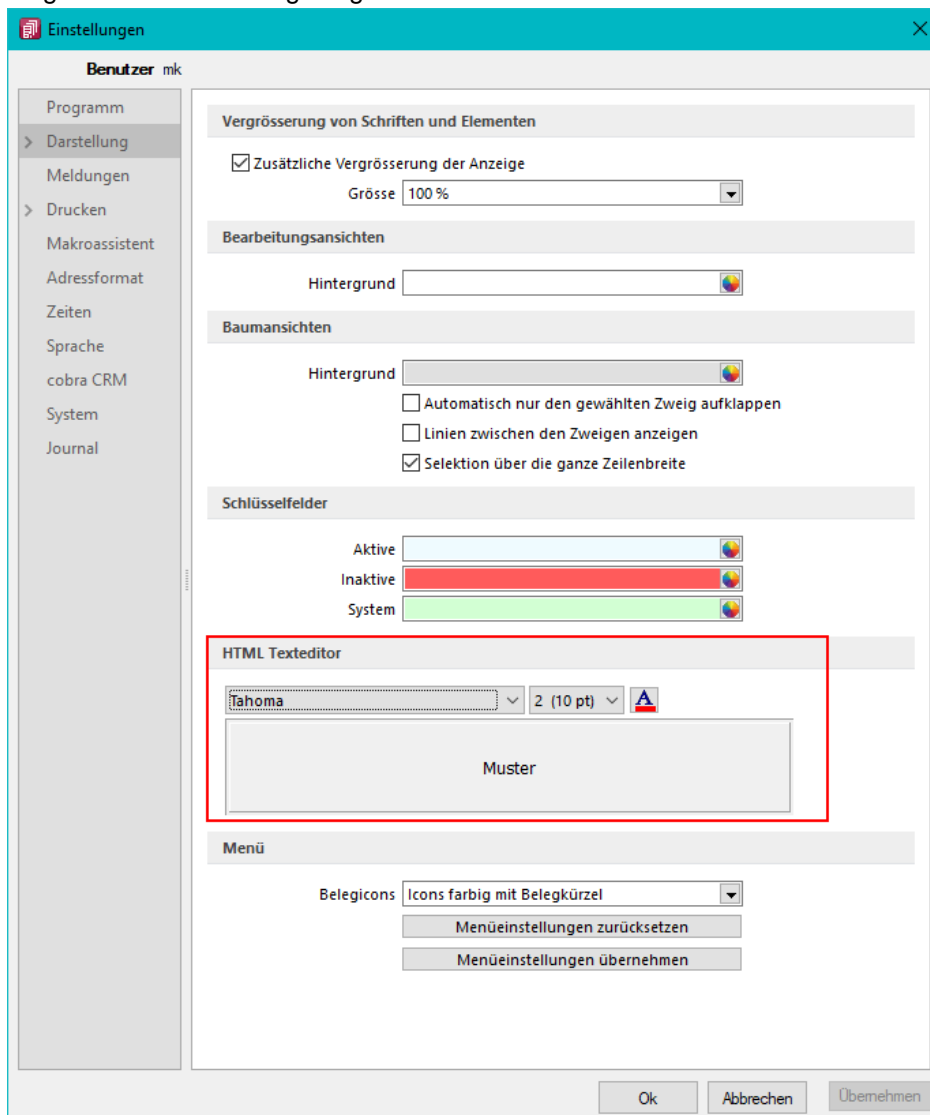 Einstellungen
Benutzer mk
Programm
Darstellung
Meldungen
Drucken
Makroassistent
Adressformat
Zeiten
Sprache
cobra CRM
System
Journal
Vergrösserung von Schriften und Elementen
Zusätzliche Vergrösserung der Anzeige
Grösse 100 %
Bearbeitungsansichten
Hintergrund
Baumansichten
Hintergrund
Automatisch nur den gewählten Zweig aufklappen
Linien zwischen den Zweigen anzeigen
Selektion über die ganze Zeilenbreite
Schlüsselfelder
Aktive
Inaktive
System
HTML Texteditor
Tahoma 2 (10 pt) A
Muster
Menü
Belegicons Icons farbig mit Belegkürzel
Menüeinstellungen zurücksetzen
Menüeinstellungen übernehmen
Ok Abbrechen Übernehmen